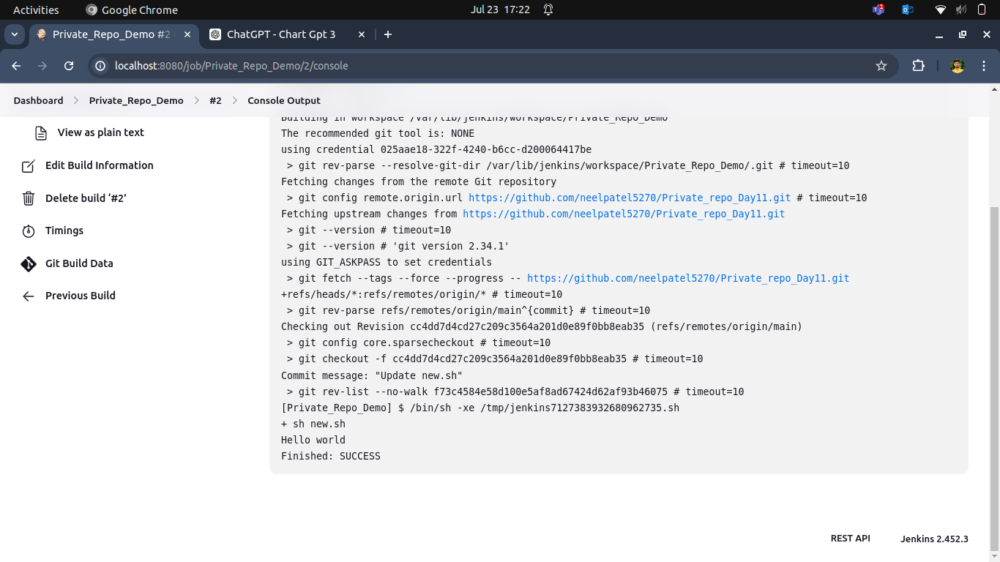 Activities
Google Chrome
Jul 23 17:22
1
Private_Repo_Demo #2
ChatGPT - Chart Gpt 3
localhost:8080/job/Private_Repo_Demo/2/console
Dashboard
Private_Repo_Demo
#2
Console Output
View as plain text
Edit Build Information
Delete build ‘#2’
Timings
Git Build Data
Previous Build
Building in workspace /var/lib/jenkins/workspace/Private_Repo_Demo
The recommended git tool is: NONE
using credential 025aae18-322f-4240-b6cc-d200064417be
> git rev-parse --resolve-git-dir /var/lib/jenkins/workspace/Private_Repo_Demo/.git # timeout=10
Fetching changes from the remote Git repository
> git config remote.origin.url https://github.com/neelpatel5270/Private_repo_Day11.git # timeout=10
Fetching upstream changes from https://github.com/neelpatel5270/Private_repo_Day11.git
> git --version # timeout=10
> git --version # 'git version 2.34.1'
using GIT_ASKPASS to set credentials
> git fetch --tags --force --progress -- https://github.com/neelpatel5270/Private_repo_Day11.git
+refs/heads/*:refs/remotes/origin/* # timeout=10
> git rev-parse refs/remotes/origin/main^{commit} # timeout=10
Checking out Revision cc4dd7d4cd27c209c3564a201d0e89f0bb8eab35 (refs/remotes/origin/main)
> git config core.sparsecheckout # timeout=10
> git checkout -f cc4dd7d4cd27c209c3564a201d0e89f0bb8eab35 # timeout=10
Commit message: "Update new.sh"
> git rev-list --no-walk f73c4584e58d100e5af8ad67424d62af93b46075 # timeout=10
[Private_Repo_Demo] $ /bin/sh -xe /tmp/jenkins7127383932680962735.sh
+ sh new.sh
Hello world
Finished: SUCCESS
REST API
Jenkins 2.452.3